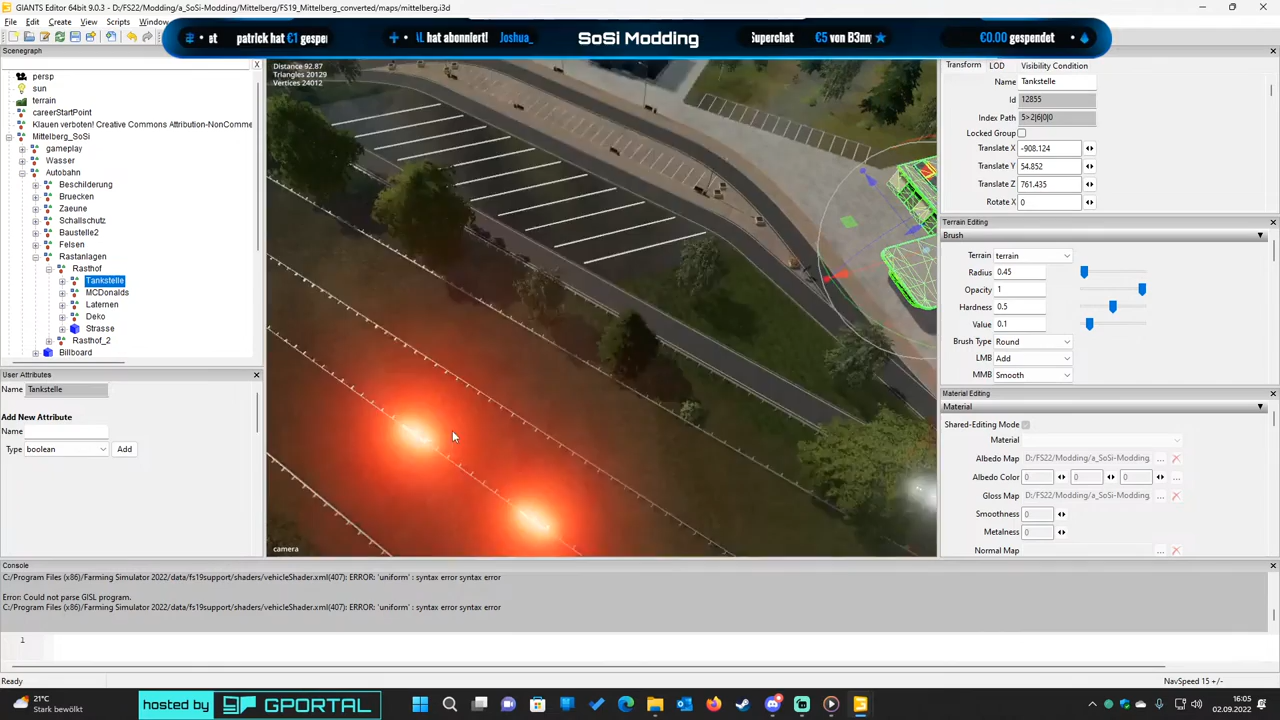 GIANTS Editor 64bit 9.0.3 - D:/FS22/Modding/a_SoSi-Modding/Mittelberg/FS19_Mittelberg_converted/maps/mittelberg.i3d
File Edit Create View Scripts Window
st patrick hat €1 gespe
hat abonniert! Joshua_
SoSi Modding
Superchat €5 von B3nn
€0.00 gespendet
Scenegraph
X
persp
sun
terrain
careerStartPoint
Klauen verboten! Creative Commons Attribution-NonComme
Mittelberg_SoSi
gameplay
Wasser
Autobahn
Beschilderung
Bruecken
Zaeune
Schallschutz
Baustelle2
Felsen
Rastanlagen
Rasthof
Tankstelle
MCDonalds
Laternen
Deko
Strasse
Rasthof_2
Billboard
User Attributes
Name Tankstelle
Add New Attribute
Name
Type boolean Add
Distance 92.87
Triangles 20129
Vertices 24012
camera
Transform LOD Visibility Condition
Name Tankstelle
Id 12855
Index Path 5>2|6|0|0
Locked Group
Translate X -908.124
Translate Y 54.852
Translate Z 761.435
Rotate X 0
Terrain Editing
Brush
Terrain terrain
Radius 0.45
Opacity 1
Hardness 0.5
Value 0.1
Brush Type Round
LMB Add
MMB Smooth
Material Editing
Material
Shared-Editing Mode
Material
Albedo Map D:/FS22/Modding/a_SoSi-Modding ...
Albedo Color 0 0 0 ...
Gloss Map D:/FS22/Modding/a_SoSi-Modding ...
Smoothness 0
Metalness 0
Normal Map ...
Console
C:/Program Files (x86)/Farming Simulator 2022/data/fs19support/shaders/vehicleShader.xml(407): ERROR: 'uniform' : syntax error syntax error
Error: Could not parse GISL program.
C:/Program Files (x86)/Farming Simulator 2022/data/fs19support/shaders/vehicleShader.xml(407): ERROR: 'uniform' : syntax error syntax error
1
Ready
NavSpeed 15 +/-
21°C
Stark bewölkt
hosted by GPORTAL
16:05
02.09.2022